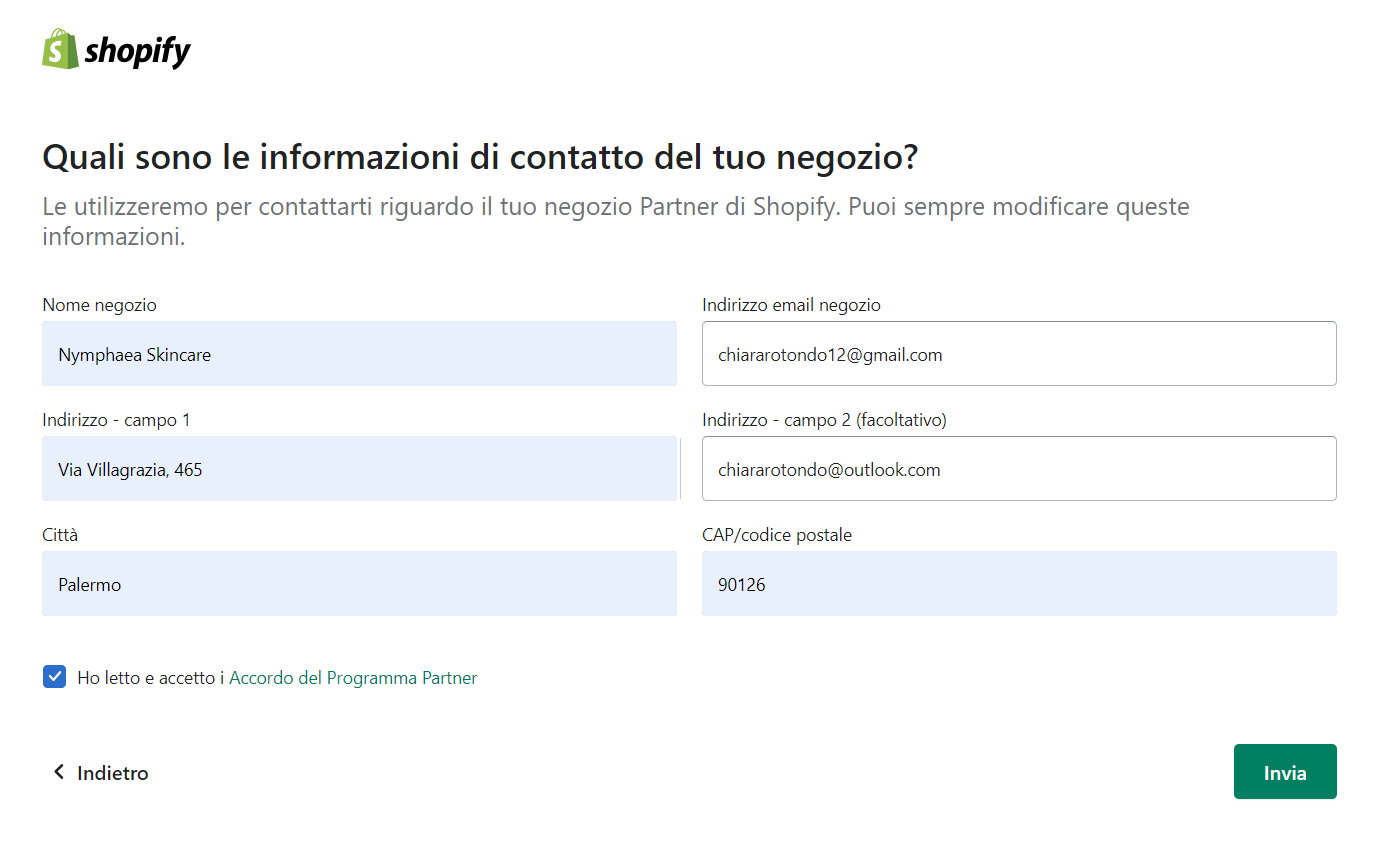 shopify
Quali sono le informazioni di contatto del tuo negozio?
Le utilizzeremo per contattarti riguardo il tuo negozio Partner di Shopify. Puoi sempre modificare queste
informazioni.
Nome negozio
Nymphaea Skincare
Indirizzo email negozio
chiararotondo12@gmail.com
Indirizzo - campo 1
Via Villagrazia, 465
Indirizzo - campo 2 (facoltativo)
chiararotondo@outlook.com
Città
Palermo
CAP/codice postale
90126
Ho letto e accetto i Accordo del Programma Partner
Indietro
Invia